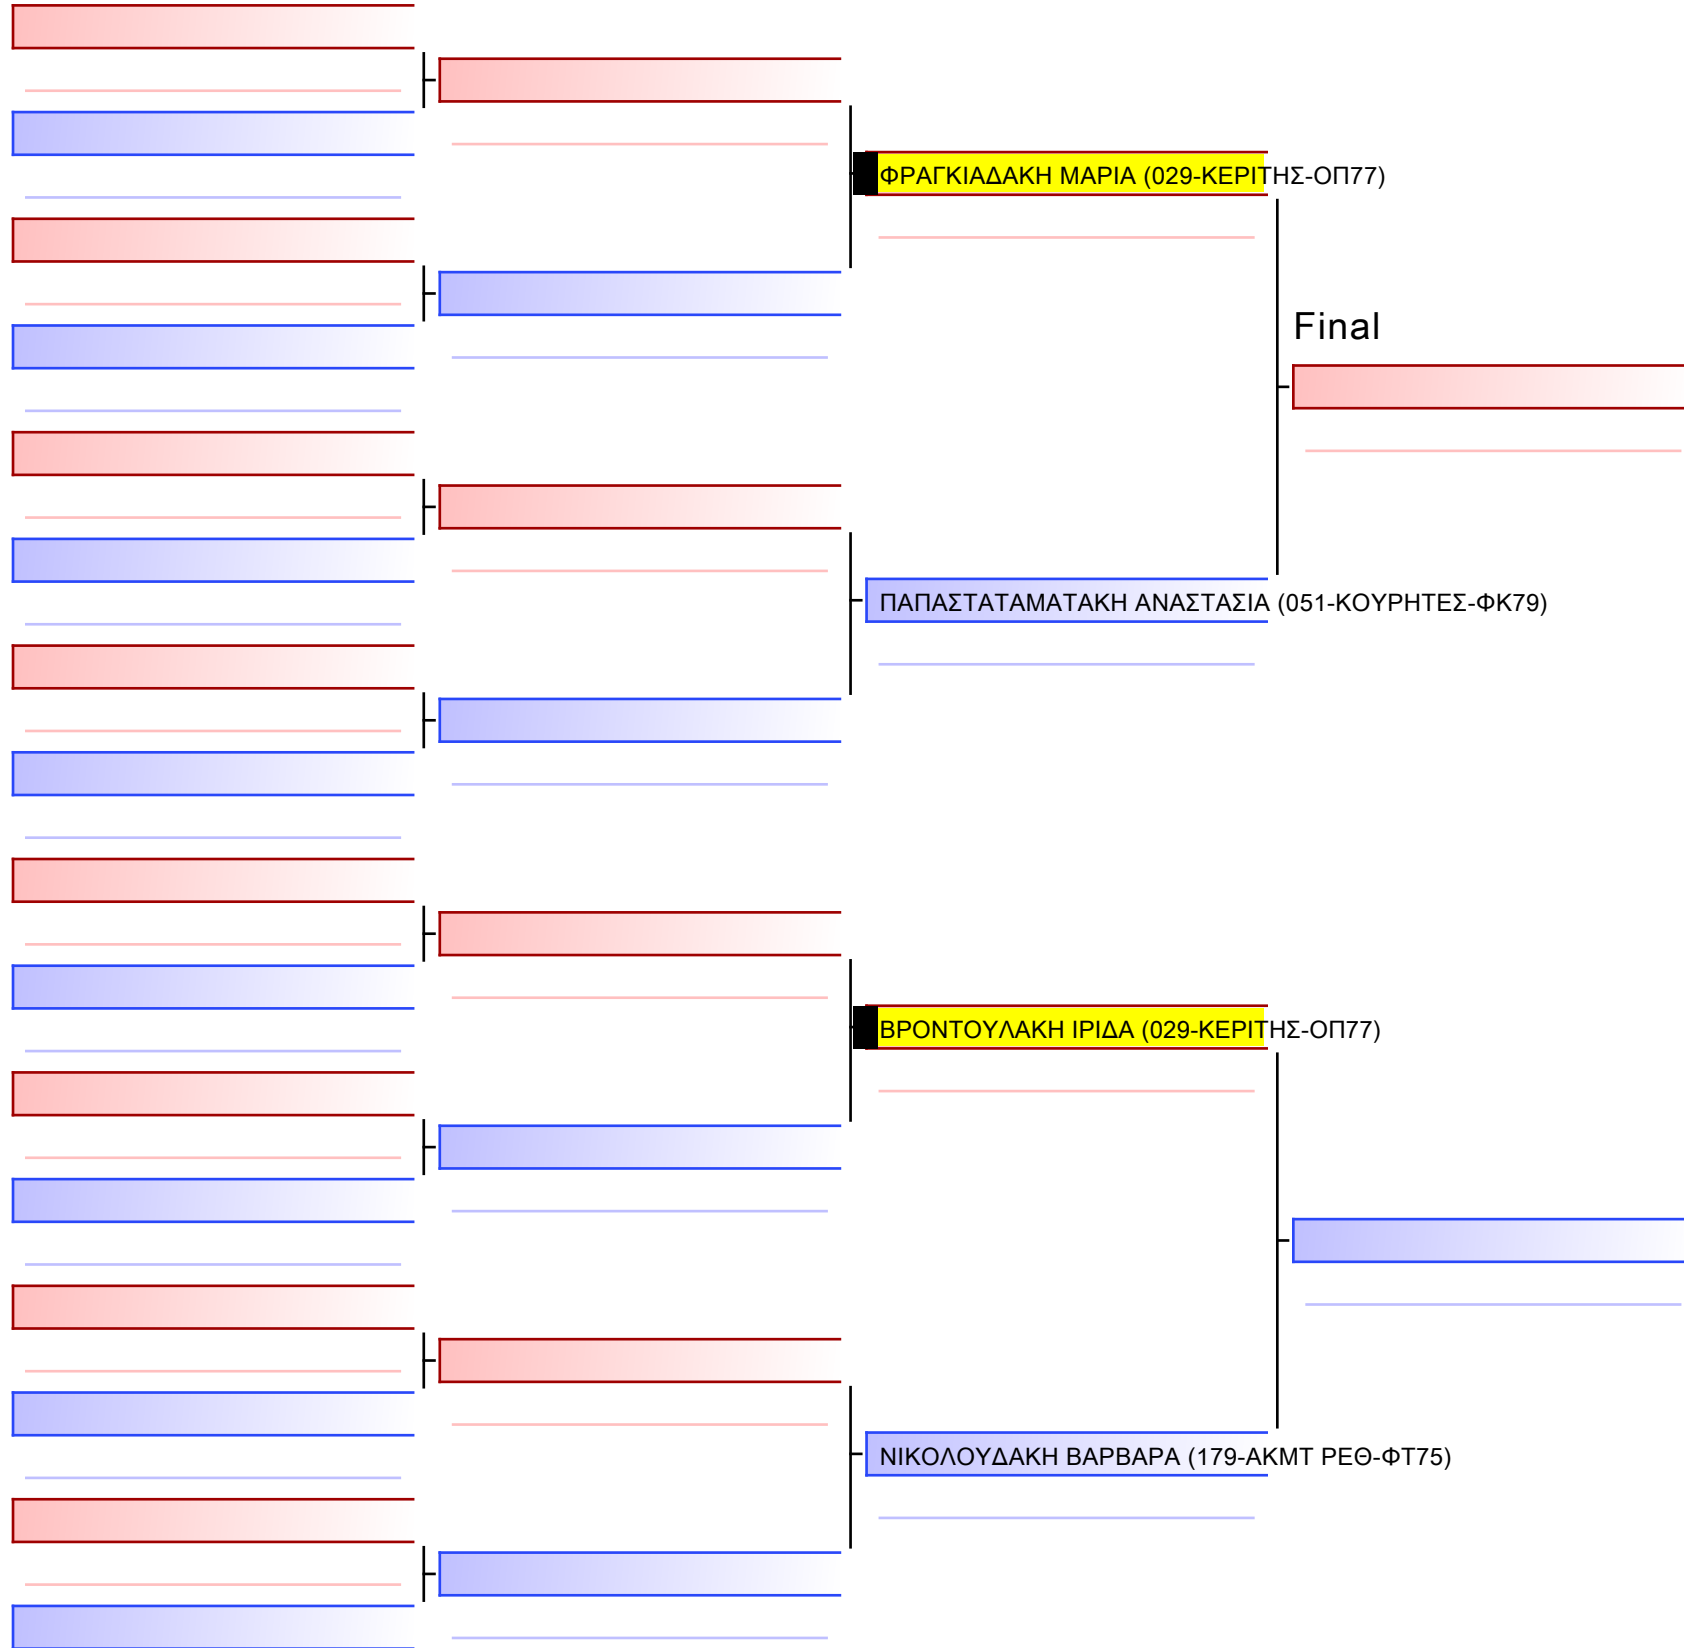 ΦΡΑΓΚΙΑΔΑΚΗ ΜΑΡΙΑ (029-ΚΕΡΙΤΗΣ-ΟΠ77)
Final
ΠΑΠΑΣΤΑΤΑΜΑΤΑΚΗ ΑΝΑΣΤΑΣΙΑ (051-ΚΟΥΡΗΤΕΣ-ΦΚ79)
ΒΡΟΝΤΟΥΛΑΚΗ ΙΡΙΔΑ (029-ΚΕΡΙΤΗΣ-ΟΠ77)
ΝΙΚΟΛΟΥΔΑΚΗ ΒΑΡΒΑΡΑ (179-ΑΚΜΤ ΡΕΘ-ΦΤ75)